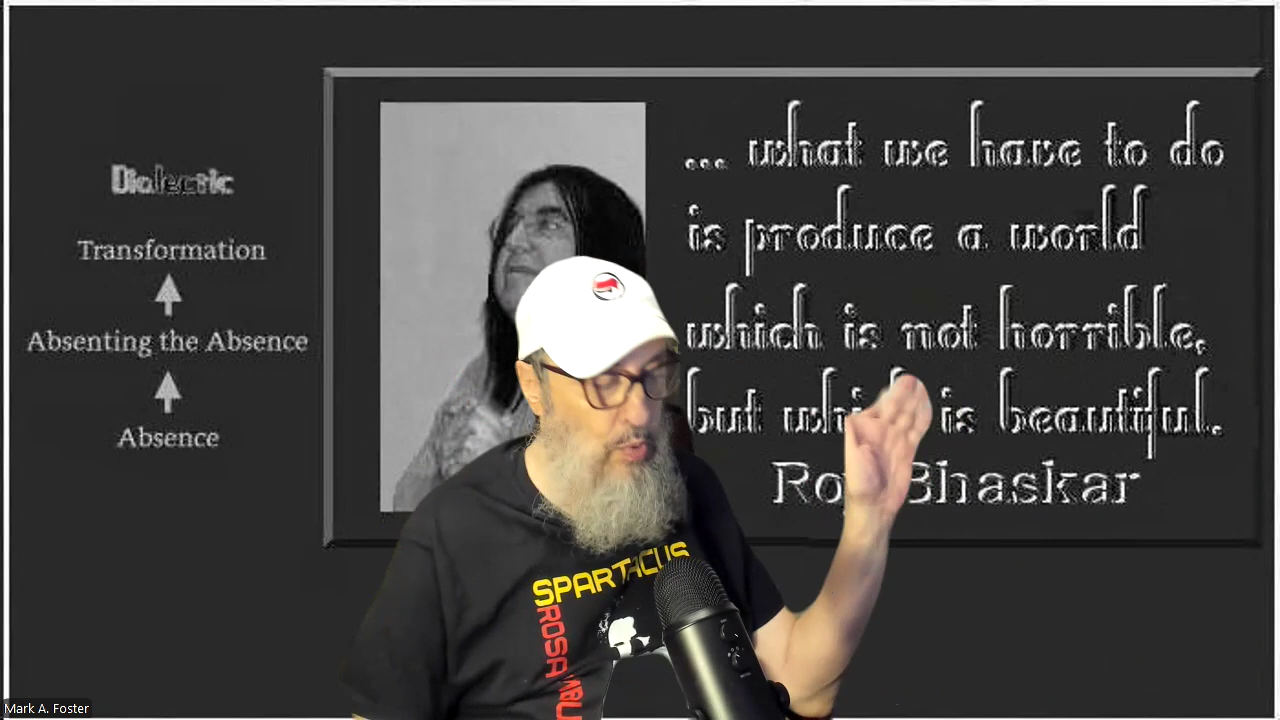 Dialectic
Transformation
Absenting the Absence
Absence
... what we have to do
is produce a world
which is not horrible,
but is beautiful.
Bhaskar
SPARTACUS
ROSA
Mark A. Foster